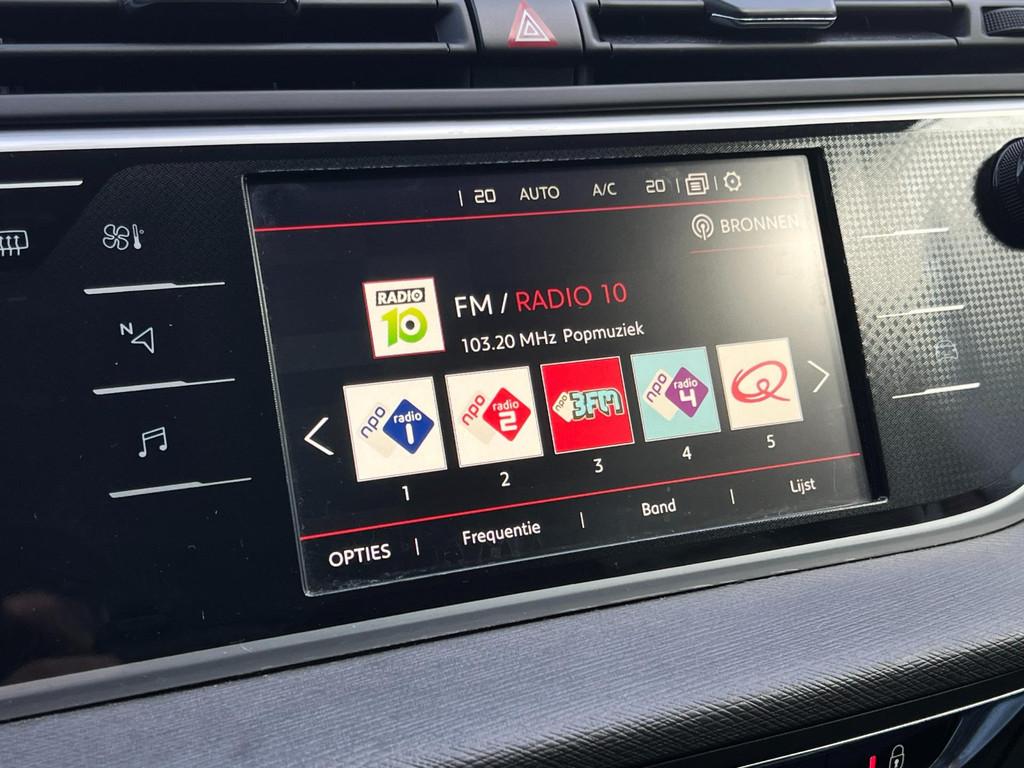 20 AUTO A/C 20
BRONNEN
RADIO
10
FM / RADIO 10
103.20 MHz Popmuziek
npo radio 1
npo radio 2
npo 3FM
npo radio 4
Q
1 2 3 4 5
OPTIES | Frequentie | Band | Lijst
N